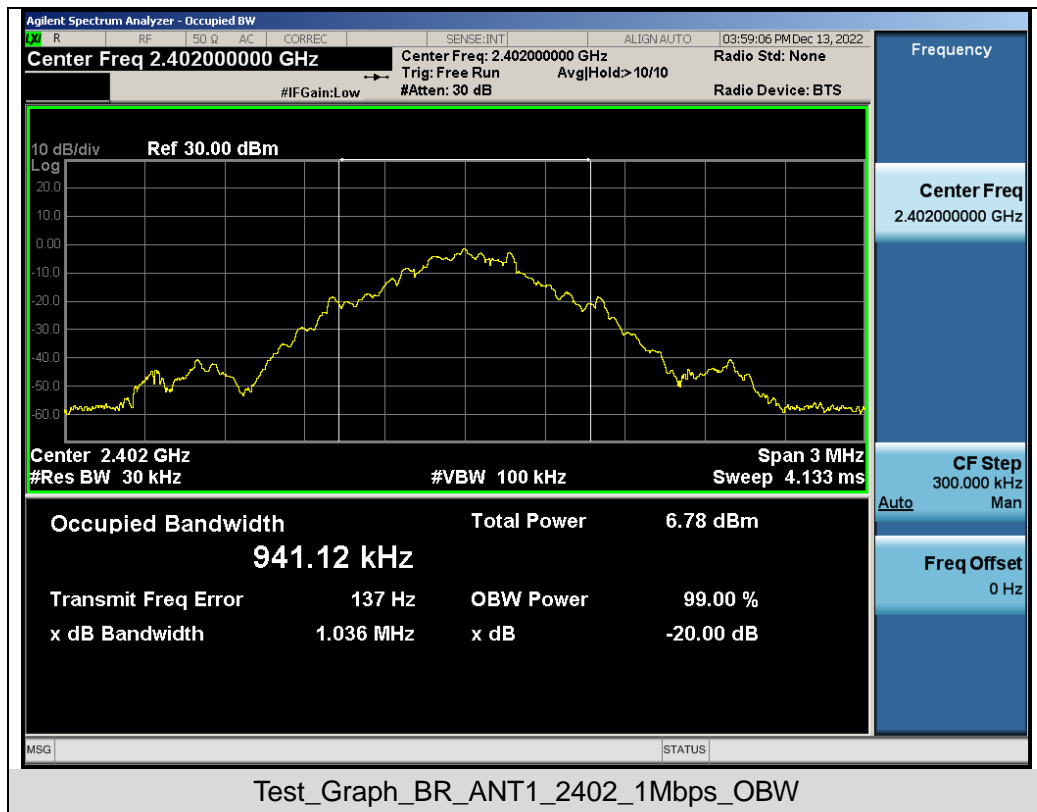 Agilent Spectrum Analyzer - Occupied BW
LXI R RF 50 Ω AC CORREC SENSE:INT ALIGN AUTO 03:59:06 PM Dec 13, 2022
Center Freq 2.402000000 GHz
Center Freq: 2.402000000 GHz Radio Std: None
Trig: Free Run Avg|Hold:>10/10
#IFGain:Low #Atten: 30 dB Radio Device: BTS
10 dB/div Ref 30.00 dBm
Log
20.0
10.0
0.00
-10.0
-20.0
-30.0
-40.0
-50.0
-60.0
Center 2.402 GHz Span 3 MHz
#Res BW 30 kHz #VBW 100 kHz Sweep 4.133 ms
Occupied Bandwidth Total Power 6.78 dBm
941.12 kHz
Transmit Freq Error 137 Hz OBW Power 99.00 %
x dB Bandwidth 1.036 MHz x dB -20.00 dB
MSG STATUS
Frequency
Center Freq
2.402000000 GHz
CF Step
300.000 kHz
Auto Man
Freq Offset
0 Hz
Test_Graph_BR_ANT1_2402_1Mbps_OBW